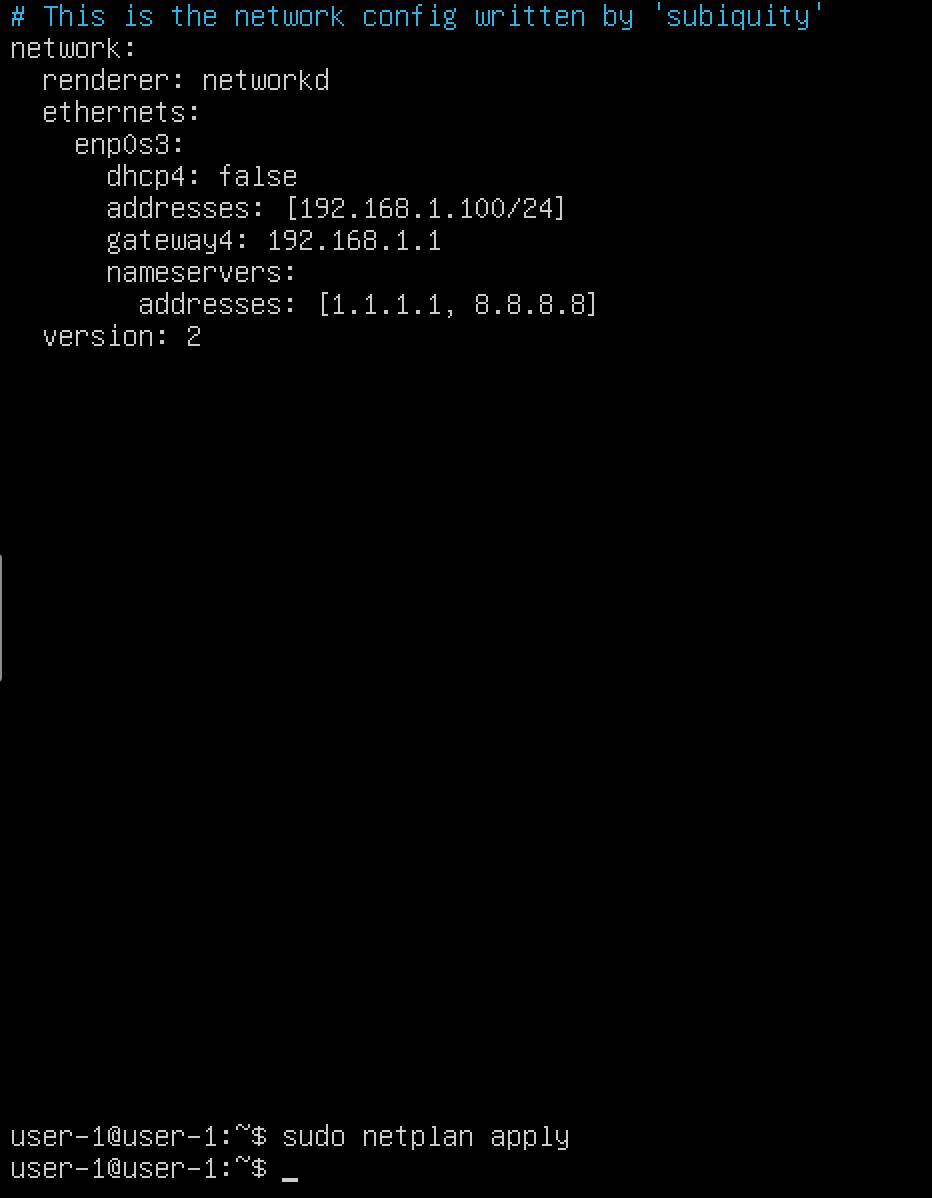 # This is the network config written by 'subiquity'
network:
  renderer: networkd
  ethernets:
    enp0s3:
      dhcp4: false
      addresses: [192.168.1.100/24]
      gateway4: 192.168.1.1
      nameservers:
        addresses: [1.1.1.1, 8.8.8.8]
  version: 2
user-1@user-1:~$ sudo netplan apply
user-1@user-1:~$ _